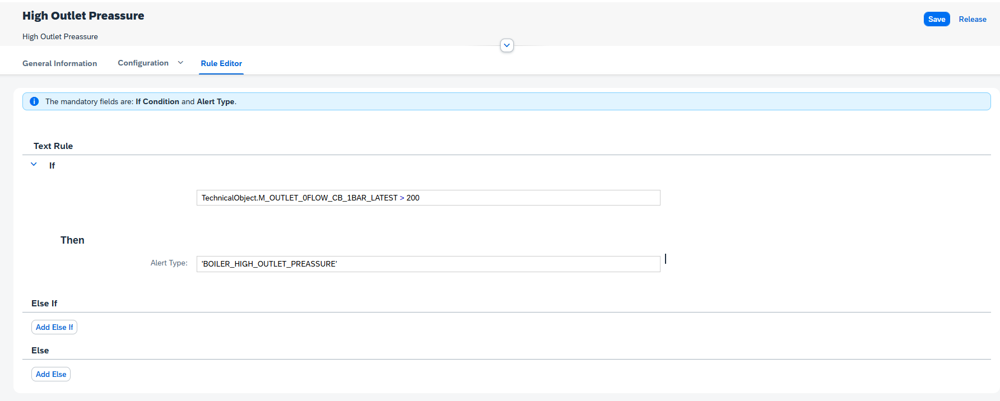 High Outlet Preassure
Save
Release
High Outlet Preassure
General Information
Configuration
Rule Editor
The mandatory fields are: If Condition and Alert Type.
Text Rule
If
TechnicalObject.M_OUTLET_0FLOW_CB_1BAR_LATEST > 200
Then
Alert Type:
'BOILER_HIGH_OUTLET_PREASSURE'
Else If
Add Else If
Else
Add Else